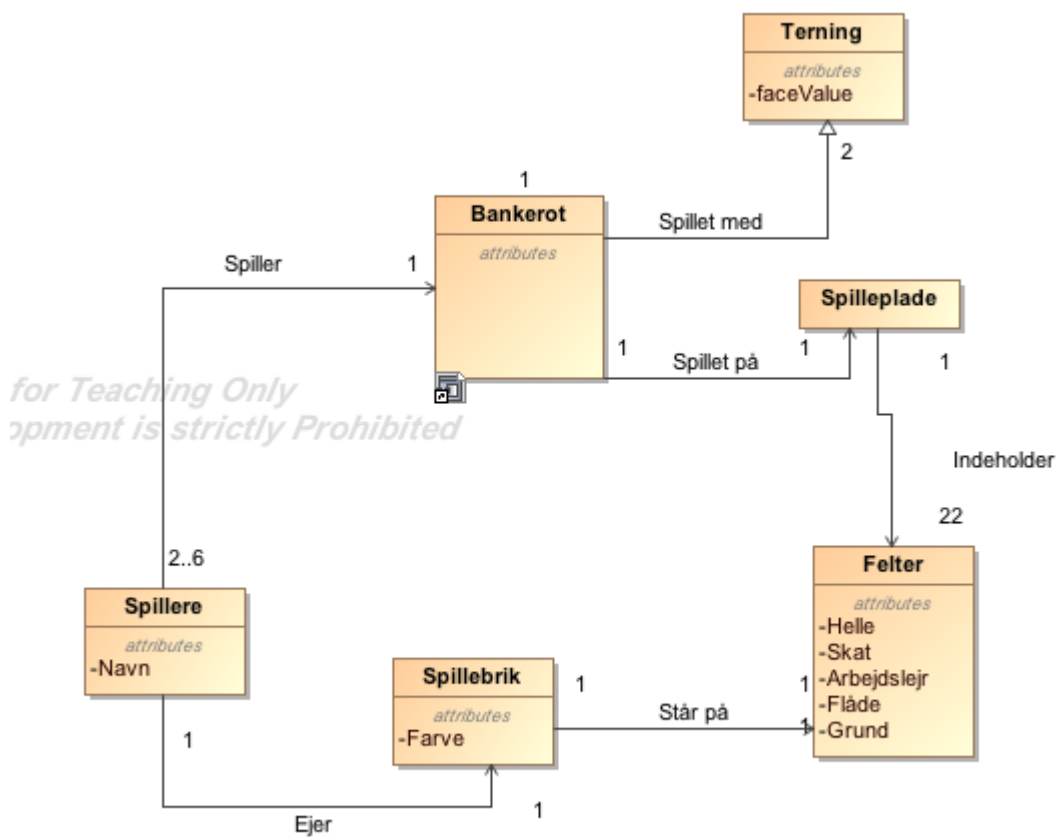 Terning
attributes
-faceValue
2
1
Bankerot
attributes
Spillet med
Spiller
1
Spilleplade
1
Spillet på
1
1
for Teaching Only
opment is strictly Prohibited
Indeholder
22
2..6
Spillere
attributes
-Navn
1
Felter
attributes
-Helle
-Skat
-Arbejdslejr
-Flåde
-Grund
Spillebrik
attributes
-Farve
1
Står på
1
1
Ejer
1